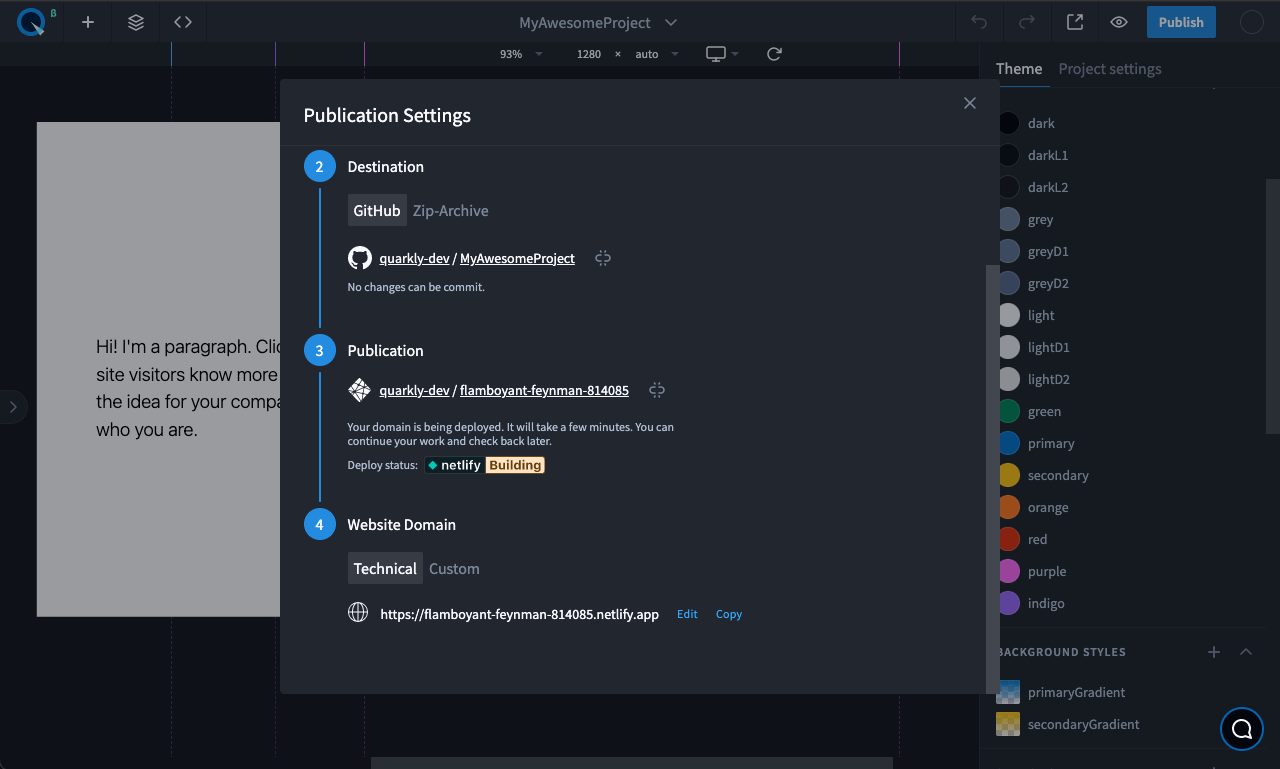 β
MyAwesomeProject
Publish
93%
1280 × auto
Theme
Project settings
Publication Settings
2
Destination
GitHub
Zip-Archive
quarkly-dev / MyAwesomeProject
No changes can be commit.
3
Publication
quarkly-dev / flamboyant-feynman-814085
Your domain is being deployed. It will take a few minutes. You can
continue your work and check back later.
Deploy status:
netlify
Building
4
Website Domain
Technical
Custom
https://flamboyant-feynman-814085.netlify.app
Edit
Copy
Hi! I'm a paragraph.
site visitors know more
the idea for your
who you are.
dark
darkL1
darkL2
grey
greyD1
greyD2
light
lightD1
lightD2
green
primary
secondary
orange
red
purple
indigo
BACKGROUND STYLES
primaryGradient
secondaryGradient